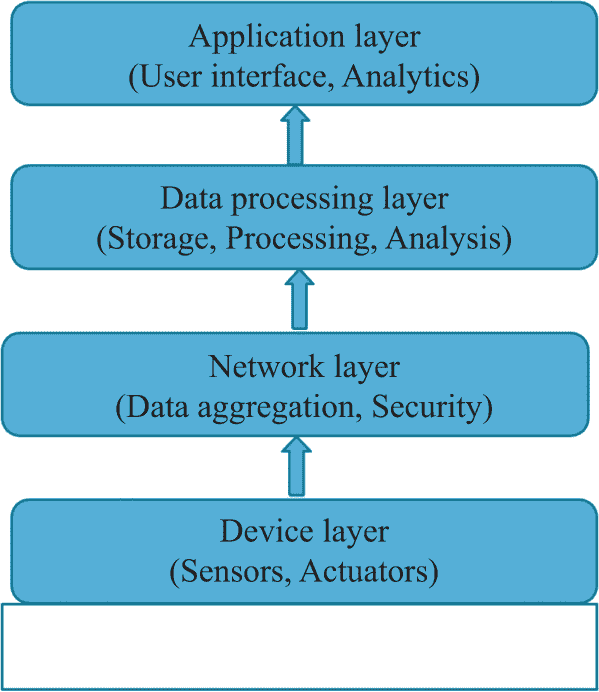 Application layer
(User interface, Analytics)
Data processing layer
(Storage, Processing, Analysis)
Network layer
(Data aggregation, Security)
Device layer
(Sensors, Actuators)